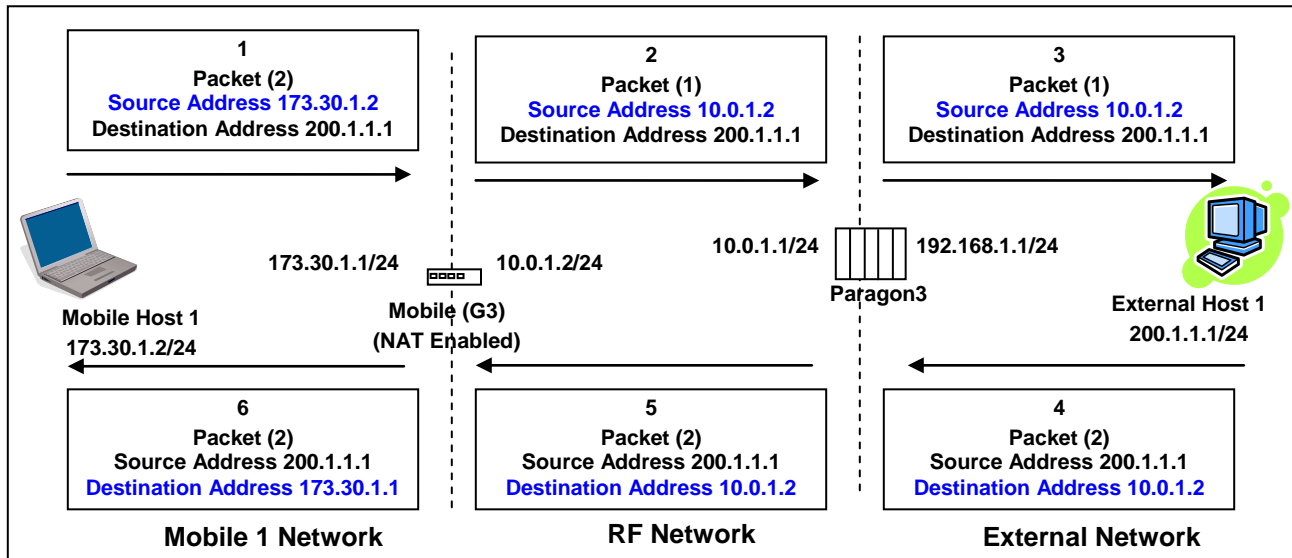 1
Packet (2)
Source Address 173.30.1.2
Destination Address 200.1.1.1
2
Packet (1)
Source Address 10.0.1.2
Destination Address 200.1.1.1
3
Packet (1)
Source Address 10.0.1.2
Destination Address 200.1.1.1
173.30.1.1/24
10.0.1.2/24
10.0.1.1/24
192.168.1.1/24
Mobile Host 1
173.30.1.2/24
Mobile (G3)
(NAT Enabled)
Paragon3
External Host 1
200.1.1.1/24
6
Packet (2)
Source Address 200.1.1.1
Destination Address 173.30.1.1
5
Packet (2)
Source Address 200.1.1.1
Destination Address 10.0.1.2
4
Packet (2)
Source Address 200.1.1.1
Destination Address 10.0.1.2
Mobile 1 Network
RF Network
External Network